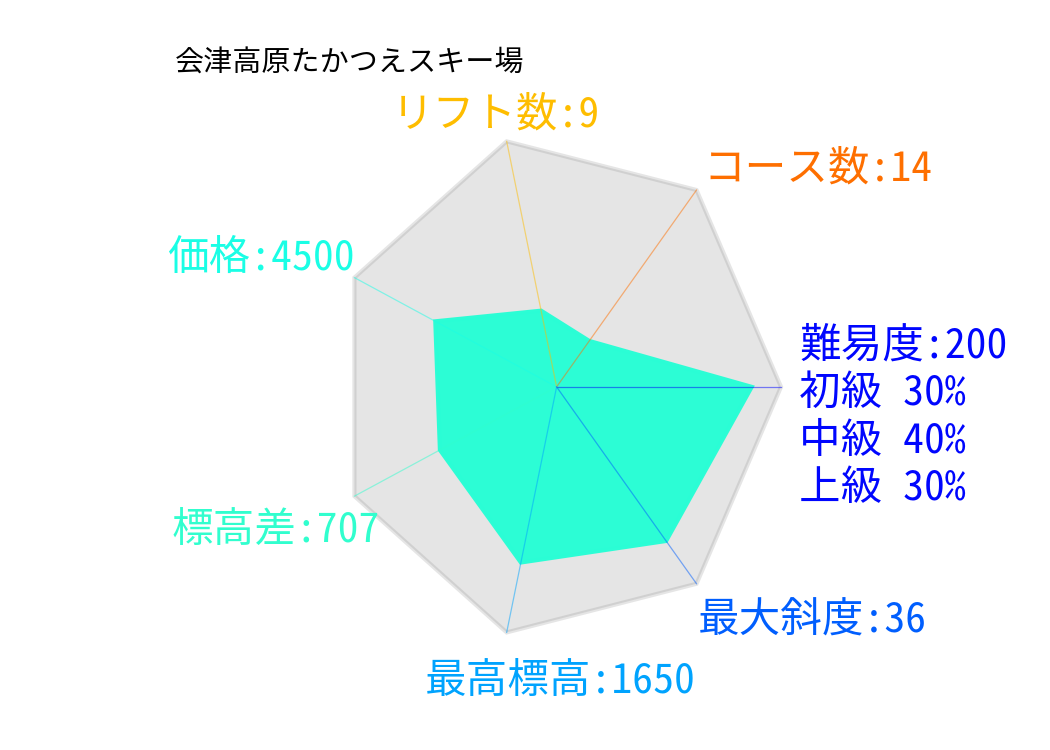 会津高原たかつえスキー場
リフト数:9
コース数:14
価格:4500
難易度:200
初級 30%
中級 40%
上級 30%
標高差:707
最大斜度:36
最高標高:1650